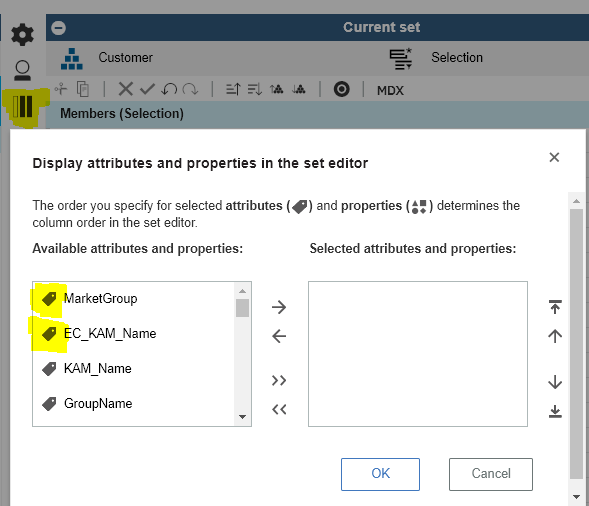 Current set
Customer
Selection
MDX
Members (Selection)
Display attributes and properties in the set editor
The order you specify for selected attributes ( ) and properties ( ) determines the
column order in the set editor.
Available attributes and properties:
Selected attributes and properties:
MarketGroup
EC_KAM_Name
KAM_Name
GroupName
OK
Cancel